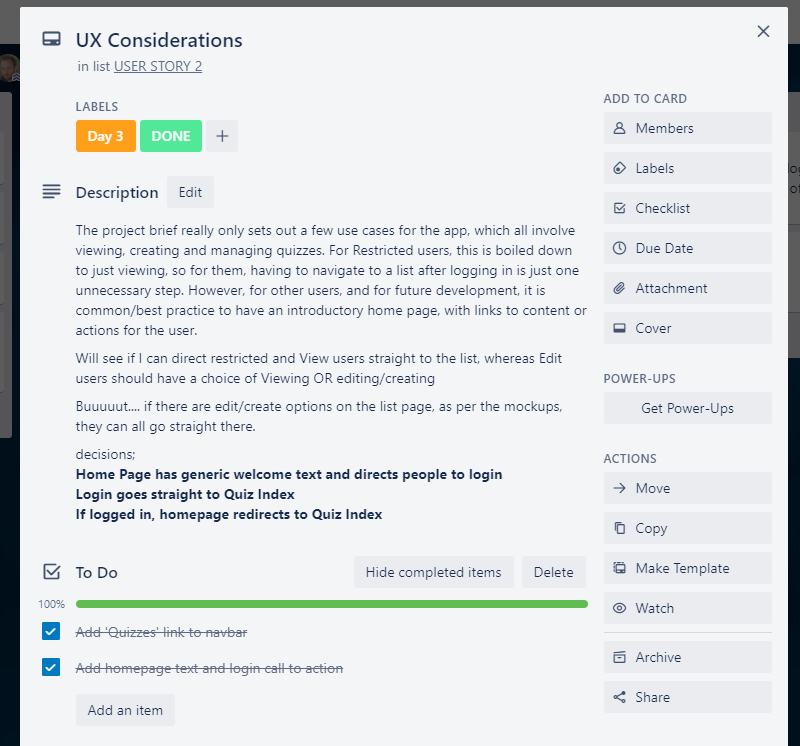 UX Considerations
in list USER STORY 2
LABELS
Day 3
DONE
Description
Edit
The project brief really only sets out a few use cases for the app, which all involve
viewing, creating and managing quizzes. For Restricted users, this is boiled down
to just viewing, so for them, having to navigate to a list after logging in is just one
unnecessary step. However, for other users, and for future development, it is
common/best practice to have an introductory home page, with links to content or
actions for the user.
Will see if I can direct restricted and View users straight to the list, whereas Edit
users should have a choice of Viewing OR editing/creating
Buuuuut.... if there are edit/create options on the list page, as per the mockups,
they can all go straight there.
decisions;
Home Page has generic welcome text and directs people to login
Login goes straight to Quiz Index
If logged in, homepage redirects to Quiz Index
To Do
Hide completed items
Delete
100%
Add 'Quizzes' link to navbar
Add homepage text and login call to action
Add an item
ADD TO CARD
Members
Labels
Checklist
Due Date
Attachment
Cover
POWER-UPS
Get Power-Ups
ACTIONS
Move
Copy
Make Template
Watch
Archive
Share